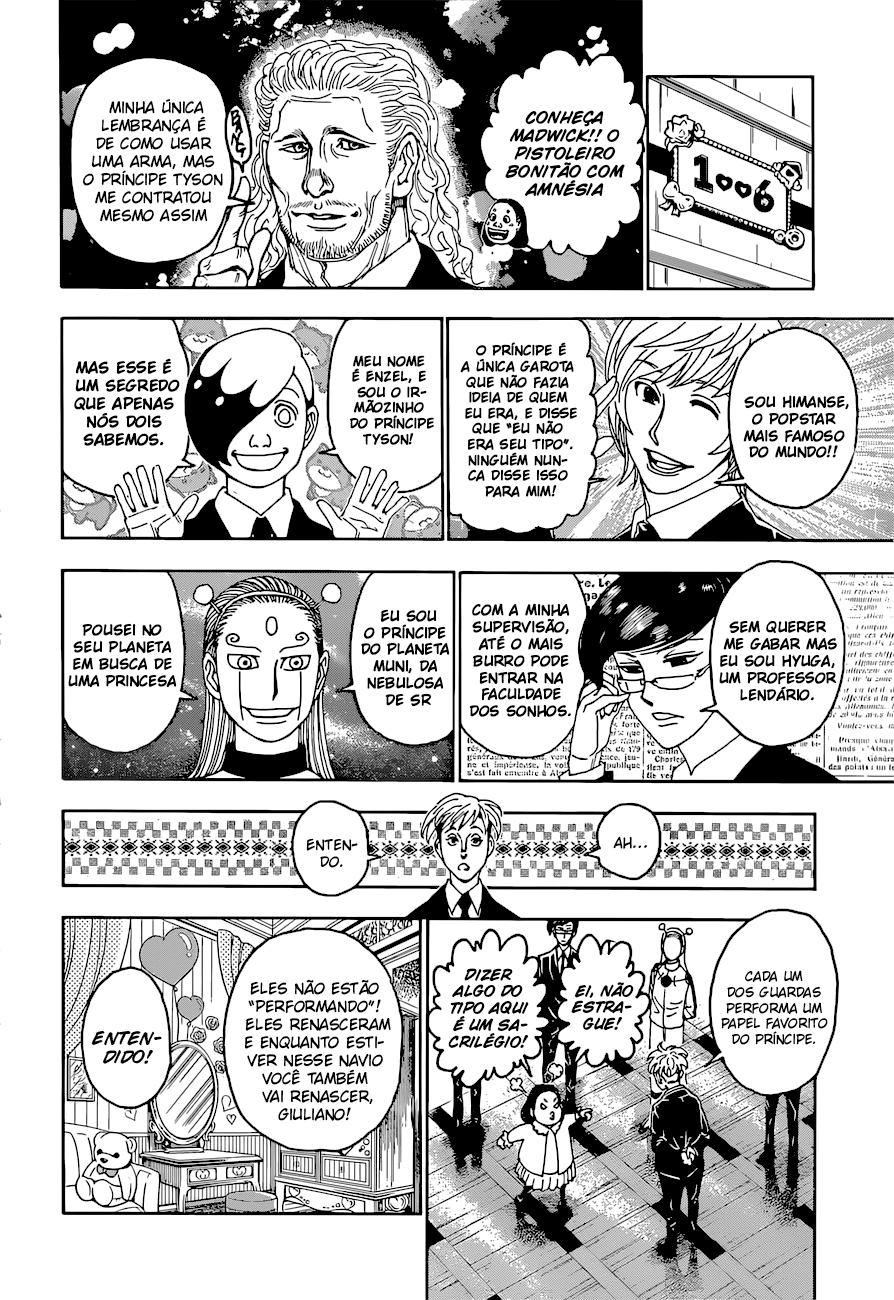 1006
CONHEÇA
MADWICK!! O
PISTOLEIRO
BONITÃO COM
AMNÉSIA
MINHA ÚNICA
LEMBRANÇA É
DE COMO USAR
UMA ARMA, MAS
O PRÍNCIPE TYSON
ME CONTRATOU
MESMO ASSIM
BANG
SOU HIMANSE,
O POPSTAR
MAIS FAMOSO
DO MUNDO!!
O PRÍNCIPE É
A ÚNICA GAROTA
QUE NÃO FAZIA
IDEIA DE QUEM
EU ERA, E DISSE
QUE “EU NÃO
ERA SEU TIPO”.
NINGUÉM NUN-
CA DISSE ISSO
PARA MIM!
MEU NOME
É ENZEL, E
SOU O IR-
MÃOZINHO
DO PRÍNCIPE
TYSON!
MAS ESSE É
UM SEGREDO
QUE APENAS
NÓS DOIS
SABEMOS.
SEM QUERER
ME GABAR MAS
EU SOU HYUGA,
UM PROFESSOR
LENDÁRIO.
COM A MINHA
SUPERVISÃO,
ATÉ O MAIS
BURRO PODE
ENTRAR NA
FACULDADE
DOS SONHOS.
EU SOU
O PRÍNCIPE
DO PLANETA
MUNI, DA
NEBULOSA
DE SR
POUSEI NO
SEU PLANETA
EM BUSCA DE
UMA PRINCESA
AH...
ENTEN-
DO.
CADA UM
DOS GUARDAS
PERFORMA UM
PAPEL FAVORITO
DO PRÍNCIPE.
EI, NÃO
ESTRA-
GUE!
DIZER
ALGO DO
TIPO AQUI
É UM SA-
CRILÉGIO!
ELES NÃO ESTÃO
“PERFORMANDO”!
ELES RENASCERAM
E ENQUANTO ESTI-
VER NESSE NAVIO
VOCÊ TAMBÉM
VAI RENASCER,
GIULIANO!
ENTEN-
DIDO!